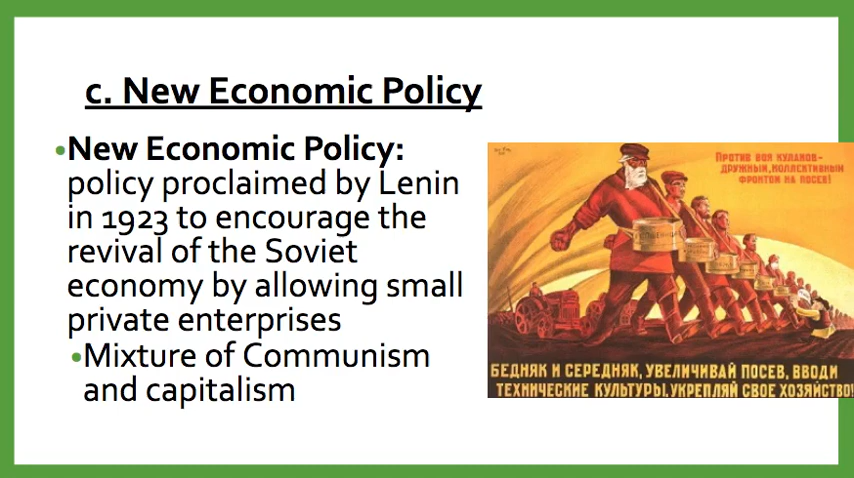 c. New Economic Policy
•New Economic Policy:
policy proclaimed by Lenin
in 1923 to encourage the
revival of the Soviet
economy by allowing small
private enterprises
•Mixture of Communism
and capitalism
ПРОТИВ ВОЯ КУЛАКОВ-
ДРУЖНЫМ, КОЛЛЕКТИВНЫМ
ФРОНТОМ НА ПОСЕВ!
БЕДНЯК И СЕРЕДНЯК, УВЕЛИЧИВАЙ ПОСЕВ, ВВОДИ
ТЕХНИЧЕСКИЕ КУЛЬТУРЫ, УКРЕПЛЯЙ СВОЕ ХОЗЯЙСТВО!